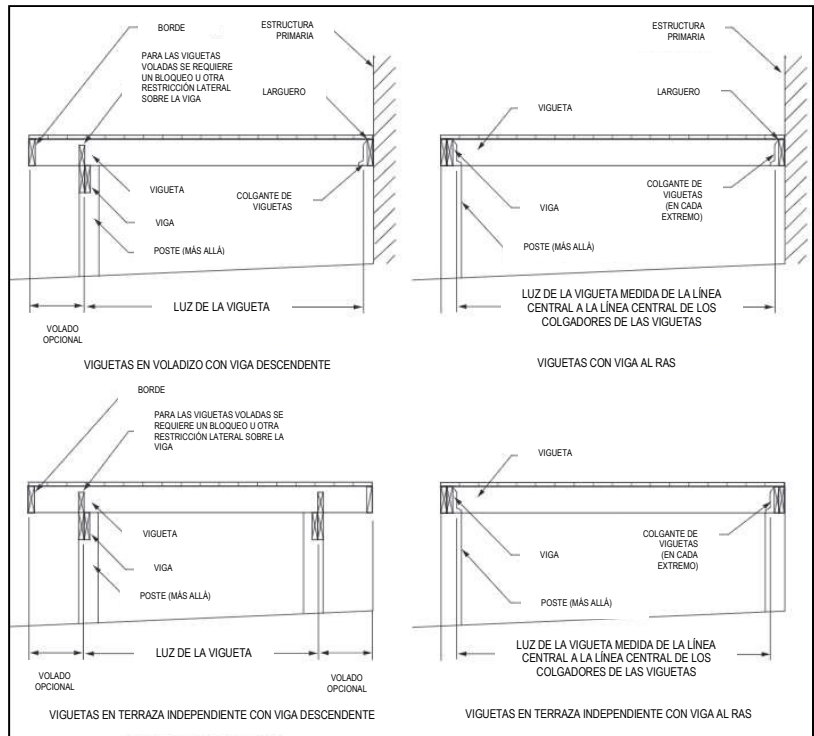 BORDE
ESTRUCTURA
PRIMARIA
PARA LAS VIGUETAS
VOLADAS SE REQUIERE
UN BLOQUEO U OTRA
RESTRICCIÓN LATERAL
SOBRE LA VIGA
LARGUERO
VIGUETA
COLGANTE DE
VIGUETAS
VIGA
POSTE (MÁS ALLÁ)
LUZ DE LA VIGUETA
VOLADO
OPCIONAL
VIGUETAS EN VOLADIZO CON VIGA DESCENDENTE
ESTRUCTURA
PRIMARIA
VIGUETA
LARGUERO
COLGANTE DE
VIGUETAS
(EN CADA
EXTREMO)
VIGA
POSTE (MÁS ALLÁ)
LUZ DE LA VIGUETA MEDIDA DE LA LÍNEA
CENTRAL A LA LÍNEA CENTRAL DE LOS
COLGADORES DE LAS VIGUETAS
VIGUETAS CON VIGA AL RAS
BORDE
PARA LAS VIGUETAS VOLADAS SE
REQUIERE UN BLOQUEO U OTRA
RESTRICCIÓN LATERAL SOBRE LA
VIGA
VIGUETA
VIGA
POSTE (MÁS ALLÁ)
LUZ DE LA VIGUETA
VOLADO
OPCIONAL
VOLADO
OPCIONAL
VIGUETAS EN TERRAZA INDEPENDIENTE CON VIGA DESCENDENTE
VIGUETA
COLGANTE DE
VIGUETAS
(EN CADA
EXTREMO)
VIGA
POSTE (MÁS ALLÁ)
LUZ DE LA VIGUETA MEDIDA DE LA LÍNEA
CENTRAL A LA LÍNEA CENTRAL DE LOS
COLGADORES DE LAS VIGUETAS
VIGUETAS EN TERRAZA INDEPENDIENTE CON VIGA AL RAS